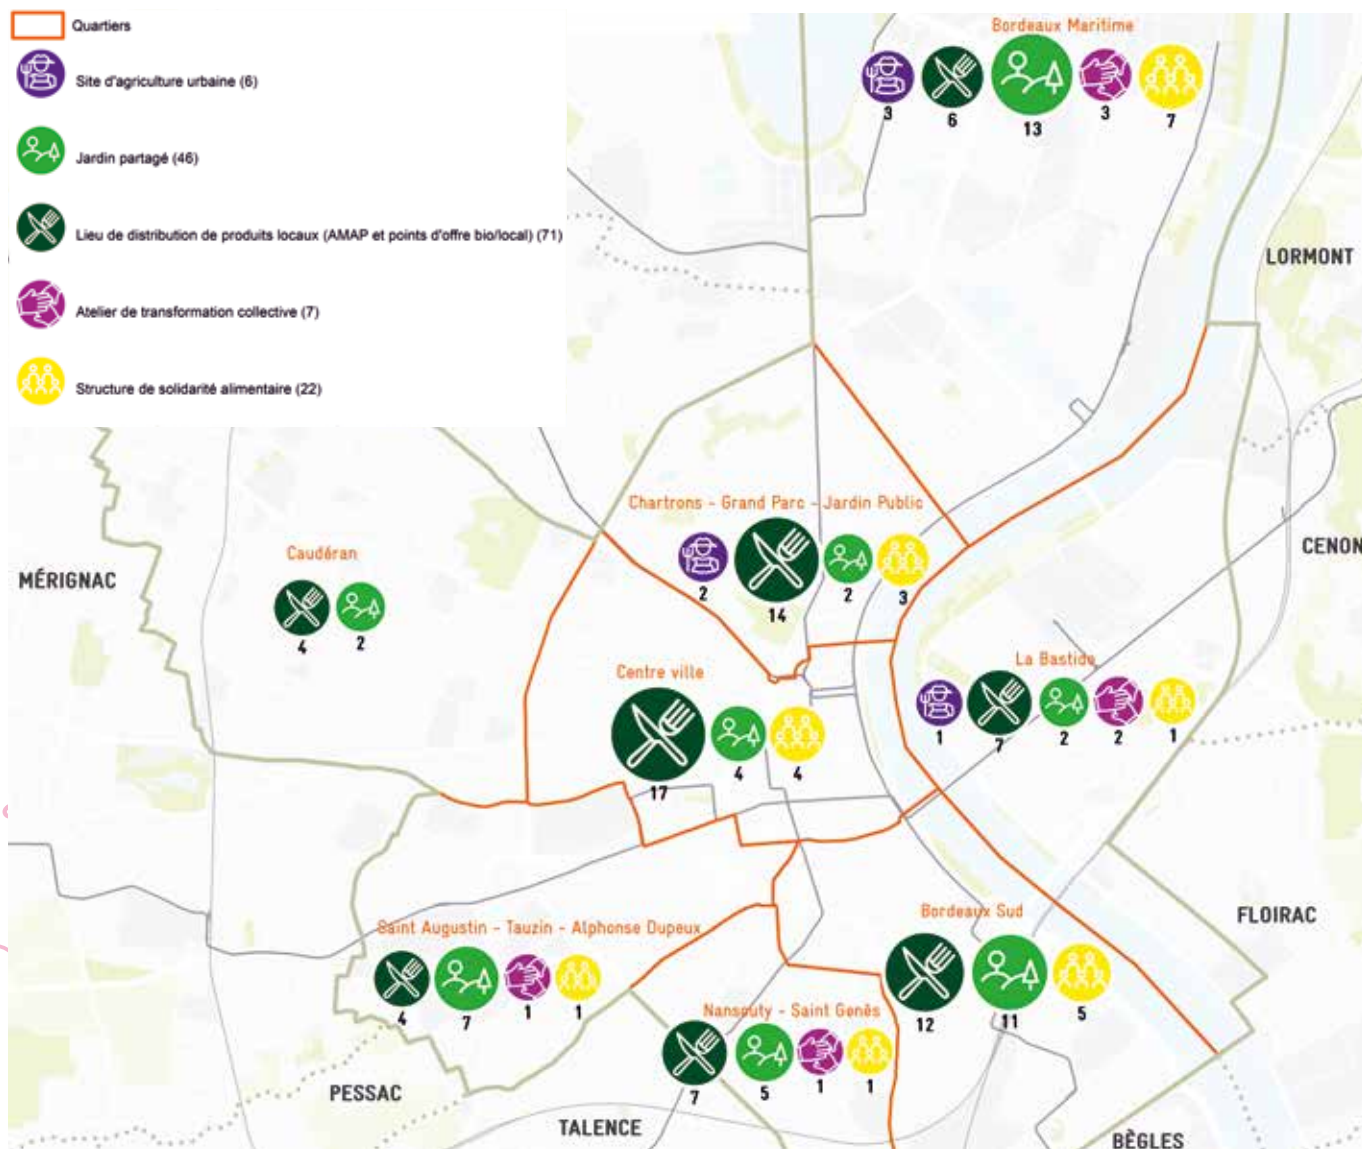 Quartiers
Site d'agriculture urbaine (6)
Jardin partagé (46)
Lieu de distribution de produits locaux (AMAP et points d'offre bio/local) (71)
Atelier de transformation collective (7)
Structure de solidarité alimentaire (22)
Bordeaux Maritime
3 6 13 3 7
LORMONT
Chartrons - Grand Parc - Jardin Public
2 14 2 3
CENON
Caudéran
4 2
MÉRIGNAC
Centre ville
17 4 4
La Bastide
1 7 2 2 1
Saint Augustin - Tauzin - Alphonse Dupeux
4 7 1 1
Bordeaux Sud
12 11 5
FLOIRAC
Nansouty - Saint Genès
7 5 1 1
PESSAC
TALENCE
BÈGLES